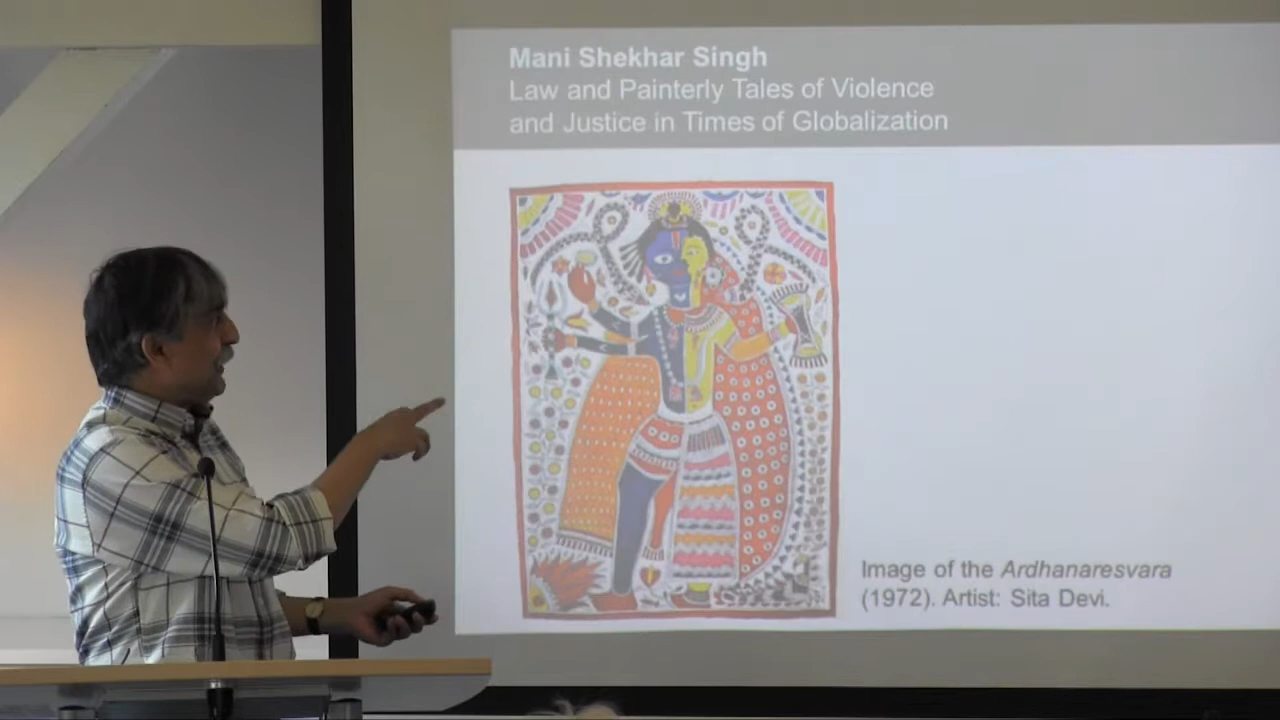 Mani Shekhar Singh
Law and Painterly Tales of Violence
and Justice in Times of Globalization
Image of the Ardhanaresvara
(1972). Artist: Sita Devi.